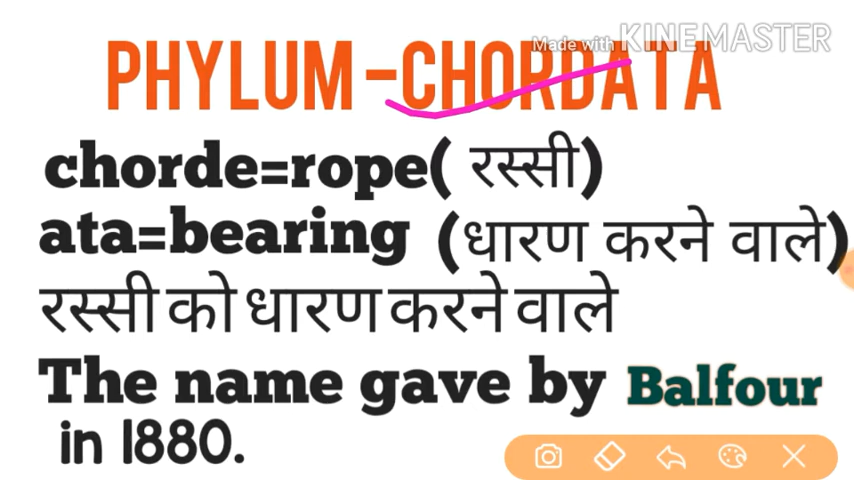 Made with KINEMASTER
PHYLUM -CHORDATA
chorde=rope( रस्सी)
ata=bearing (धारण करने वाले)
रस्सी को धारण करने वाले
The name gave by Balfour
in 1880.